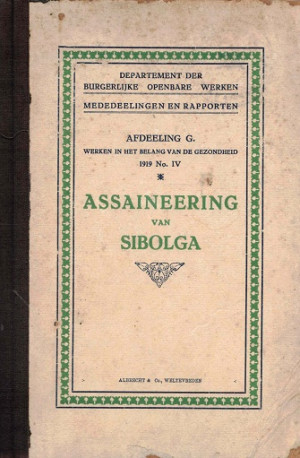 DEPARTEMENT DER
BURGERLIJKE OPENBARE WERKEN
MEDEDEELINGEN EN RAPPORTEN
AFDEELING G.
WERKEN IN HET BELANG VAN DE GEZONDHEID
1919 No. IV
ASSAINEERING
VAN
SIBOLGA
ALBRECHT & Co., WELTEVREDEN